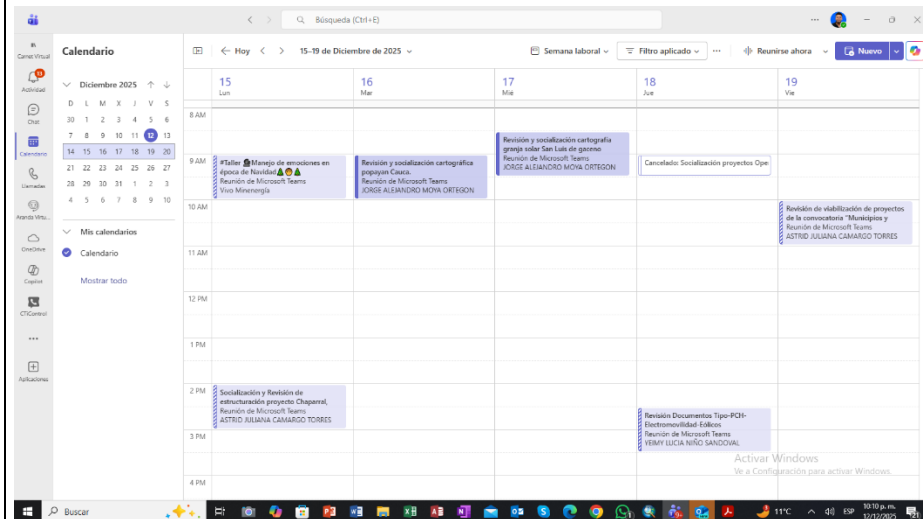 Búsqueda (Ctrl+E)
Carnet Virtual
Calendario
← Hoy
15–19 de Diciembre de 2025
Semana laboral
Filtro aplicado
Reunirse ahora
Nuevo
Actividad
Chat
Calendario
Llamadas
Aranda Virtu...
OneDrive
Copilot
CTIControl
Aplicaciones
Diciembre 2025
D L M X J V S
30 1 2 3 4 5 6
7 8 9 10 11 12 13
14 15 16 17 18 19 20
21 22 23 24 25 26 27
28 29 30 31 1 2 3
4 5 6 7 8 9 10
Mis calendarios
Calendario
Mostrar todo
15
Lun
16
Mar
17
Mié
18
Jue
19
Vie
8 AM
9 AM
10 AM
11 AM
12 PM
1 PM
2 PM
3 PM
4 PM
#Taller Manejo de emociones en
época de Navidad
Reunión de Microsoft Teams
Vivo Minenergía
Socialización y Revisión de
estructuración proyecto Chaparral,
Reunión de Microsoft Teams
ASTRID JULIANA CAMARGO TORRES
Revisión y socialización cartográfica
popayan Cauca.
Reunión de Microsoft Teams
JORGE ALEJANDRO MOYA ORTEGON
Revisión y socialización cartografía
granja solar San Luis de gaceno
Reunión de Microsoft Teams
JORGE ALEJANDRO MOYA ORTEGON
Cancelado: Socialización proyectos Ope
Revisión Documentos Tipo-PCH-
Electromovilidad-Eólicos
Reunión de Microsoft Teams
YEIMY LUCIA NIÑO SANDOVAL
Revisión de viabilización de proyectos
de la convocatoria "Municipios y
Reunión de Microsoft Teams
ASTRID JULIANA CAMARGO TORRES
Activar Windows
Ve a Configuración para activar Windows.
Buscar
11°C
ESP
10:10 p. m.
12/12/2025